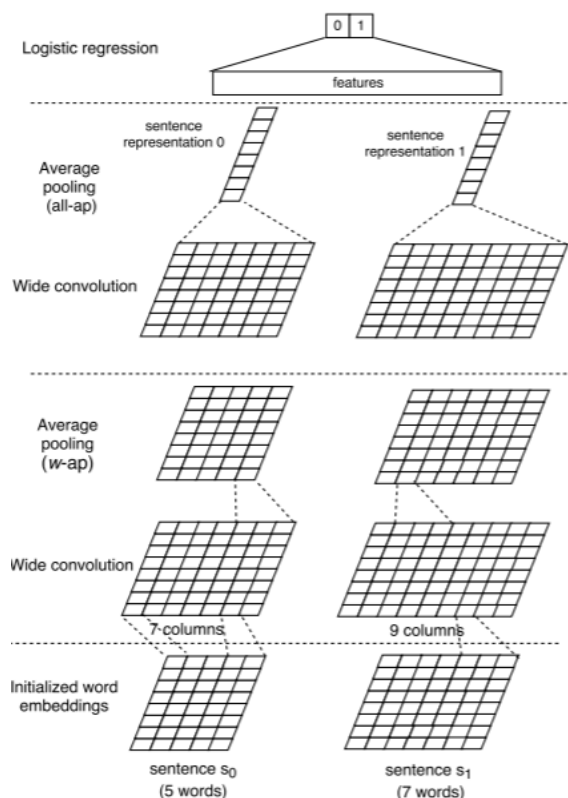 Logistic regression
0 1
features
sentence
representation 0
sentence
representation 1
Average
pooling
(all-ap)
Wide convolution
Average
pooling
(w-ap)
Wide convolution
7 columns
9 columns
Initialized word
embeddings
sentence s0
(5 words)
sentence s1
(7 words)